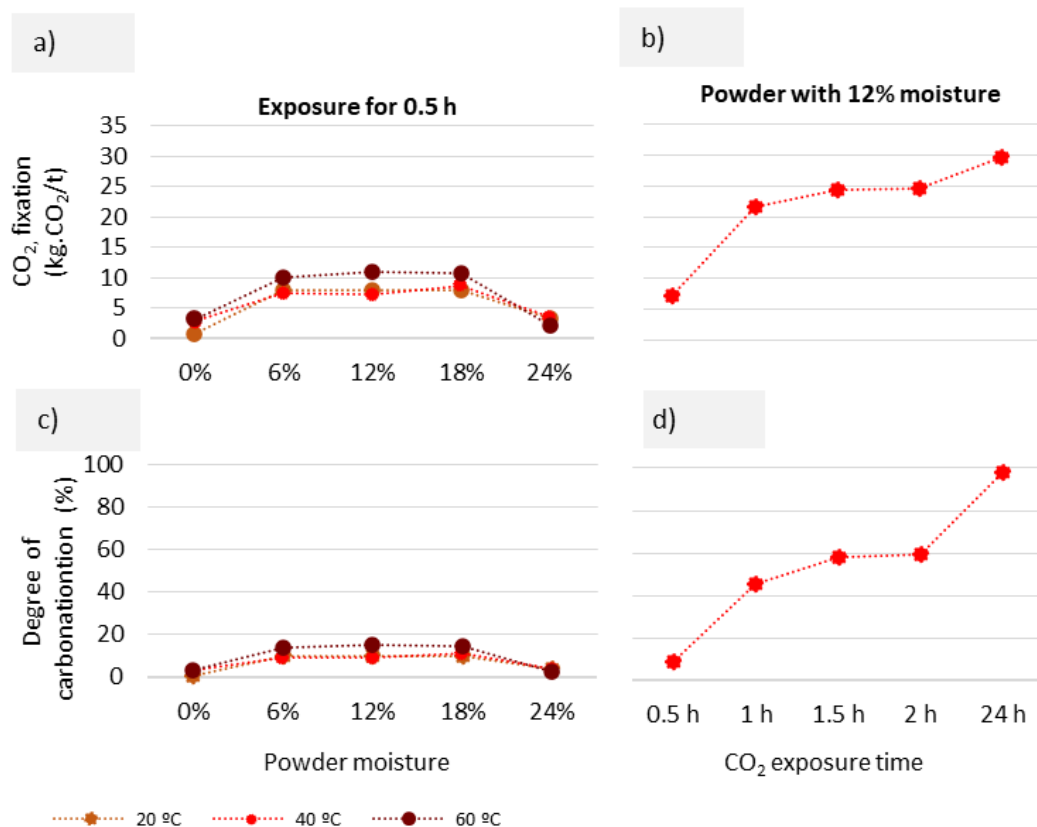 a)
b)
Exposure for 0.5 h
Powder with 12% moisture
CO2, fixation
(kg.CO2/t)
35
30
25
20
15
10
5
0
0% 6% 12% 18% 24%
c)
d)
Degree of
carbonationtion (%)
100
80
60
40
20
0
0% 6% 12% 18% 24%
0.5 h 1 h 1.5 h 2 h 24 h
Powder moisture
CO2 exposure time
20 ºC 40 ºC 60 ºC